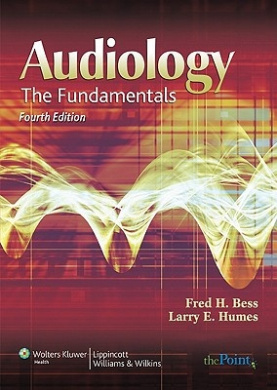 Audiology
The Fundamentals
Fourth Edition
Fred H. Bess
Larry E. Humes
Wolters Kluwer
Health
Lippincott
Williams & Wilkins
thePoint